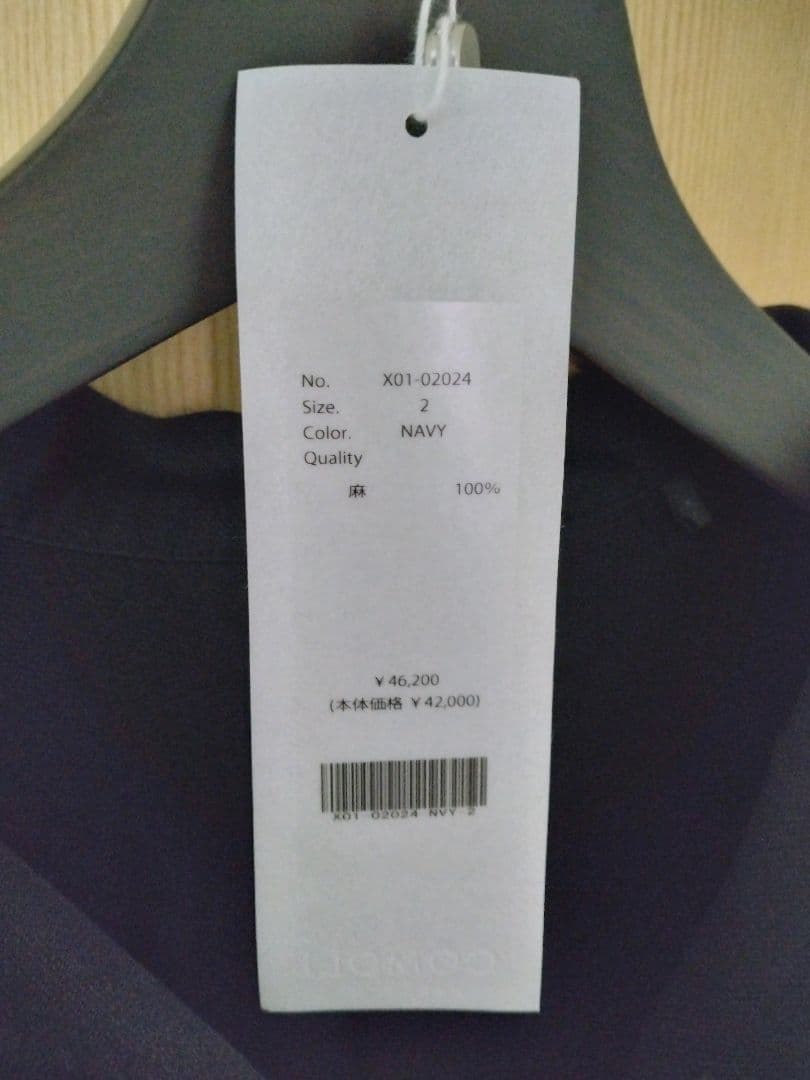 No. X01-02024
Size. 2
Color. NAVY
Quality
麻 100%
￥46,200
(本体価格 ￥42,000)
X01 02024 NVY 2